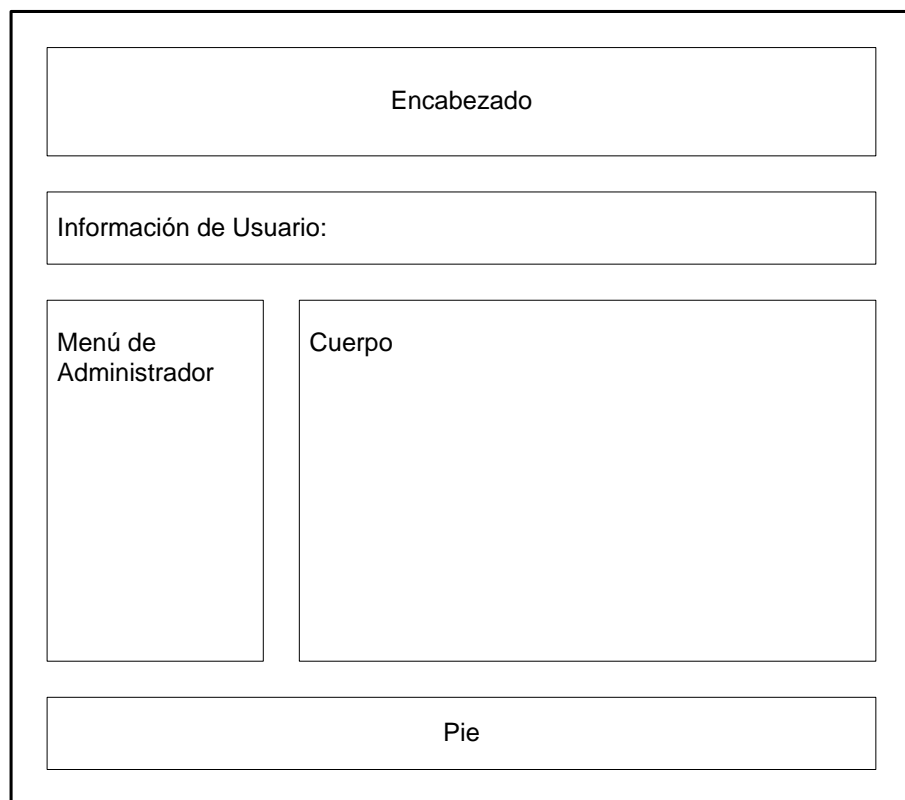 Encabezado
Información de Usuario:
Menú de
Administrador
Cuerpo
Pie